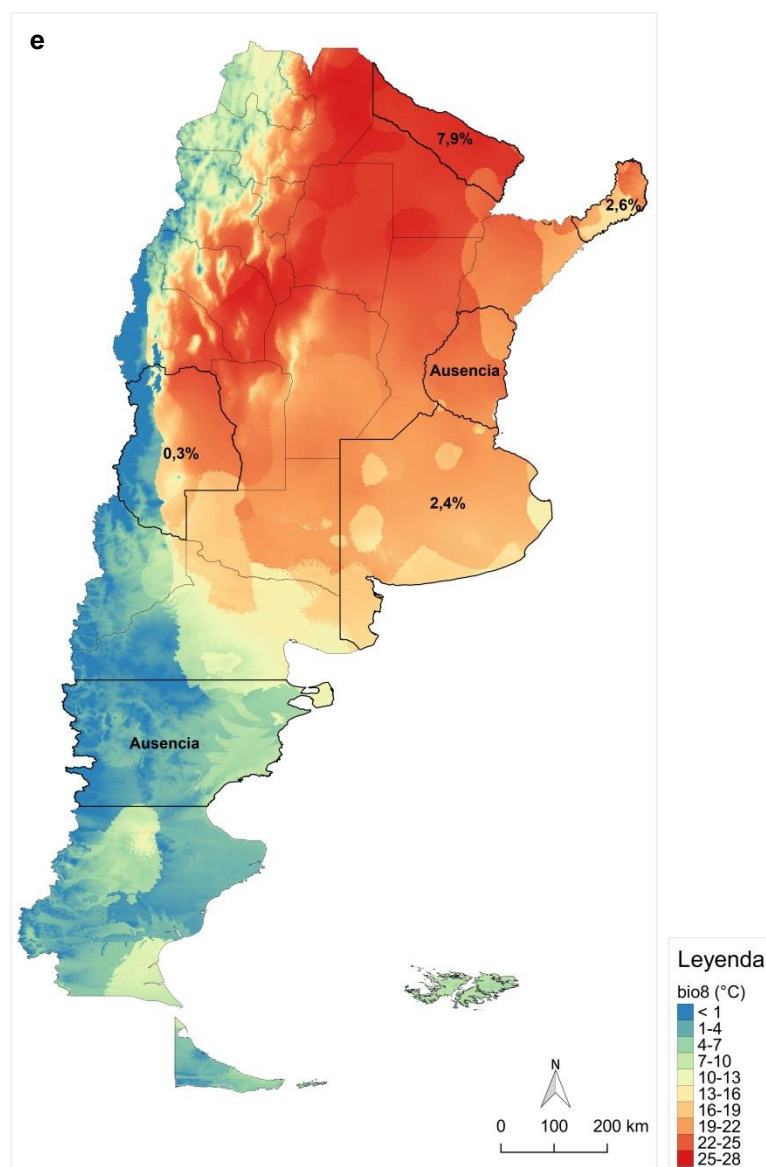 e
7,9%
2,6%
Ausencia
0,3%
2,4%
Ausencia
N
0 100 200 km
Leyenda
bio8 (°C)
< 1
1-4
4-7
7-10
10-13
13-16
16-19
19-22
22-25
25-28